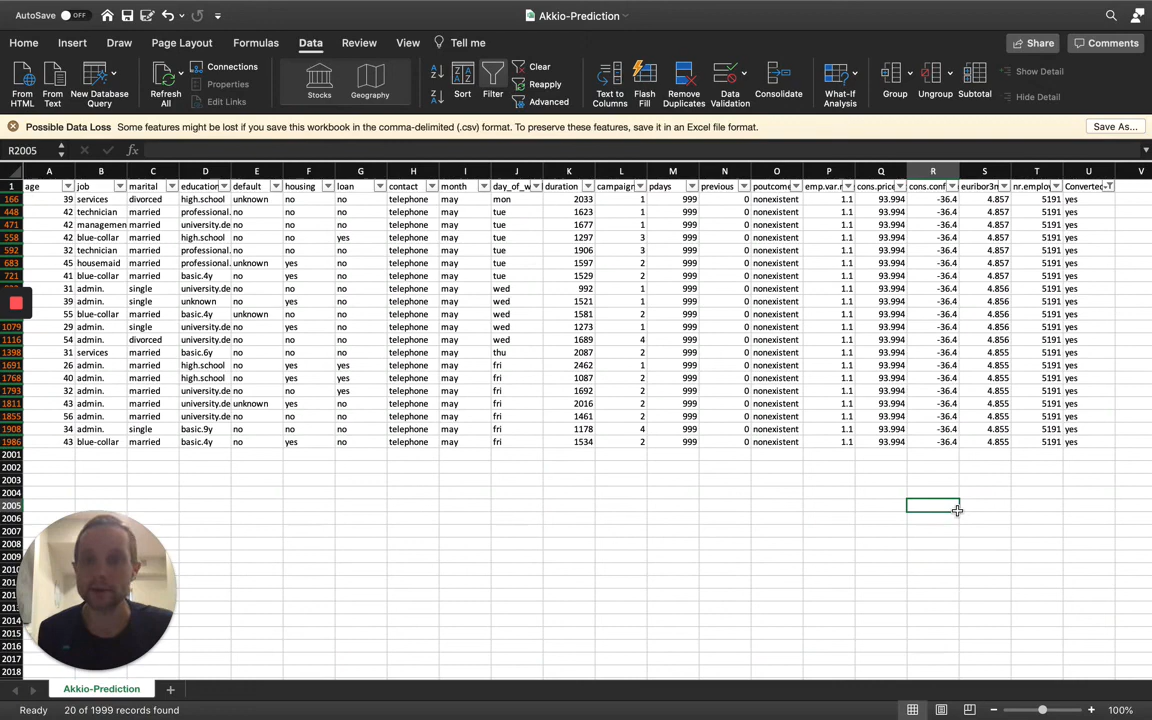 AutoSave OFF Akkio-Prediction
Home Insert Draw Page Layout Formulas Data Review View Tell me Share Comments
From HTML From Text New Database Query Refresh All Connections Properties Edit Links Stocks Geography Sort Filter Clear Reapply Advanced Text to Columns Flash Fill Remove Duplicates Data Validation Consolidate What-If Analysis Group Ungroup Subtotal Show Detail Hide Detail
Possible Data Loss Some features might be lost if you save this workbook in the comma-delimited (.csv) format. To preserve these features, save it in an Excel file format. Save As...
R2005 fx
A B C D E F G H I J K L M N O P Q R S T U V
1 age job marital education default housing loan contact month day_of_w duration campaign pdays previous poutcome emp.var.r cons.price cons.conf euribor3m nr.employ Converted
166 39 services divorced high.school unknown no no telephone may mon 2033 1 999 0 nonexistent 1.1 93.994 -36.4 4.857 5191 yes
448 42 technician married professional. no no no telephone may tue 1623 1 999 0 nonexistent 1.1 93.994 -36.4 4.857 5191 yes
471 42 managemen married university.de no no no telephone may tue 1677 1 999 0 nonexistent 1.1 93.994 -36.4 4.857 5191 yes
558 42 blue-collar married high.school no no yes telephone may tue 1297 3 999 0 nonexistent 1.1 93.994 -36.4 4.857 5191 yes
592 32 technician married professional. no no no telephone may tue 1906 3 999 0 nonexistent 1.1 93.994 -36.4 4.857 5191 yes
683 45 housemaid married professional. unknown yes no telephone may tue 1597 2 999 0 nonexistent 1.1 93.994 -36.4 4.857 5191 yes
721 41 blue-collar married basic.4y no yes no telephone may tue 1529 2 999 0 nonexistent 1.1 93.994 -36.4 4.857 5191 yes
31 admin. single university.de no no no telephone may wed 992 1 999 0 nonexistent 1.1 93.994 -36.4 4.856 5191 yes
39 admin. single unknown no yes no telephone may wed 1521 1 999 0 nonexistent 1.1 93.994 -36.4 4.856 5191 yes
55 blue-collar married basic.4y unknown no no telephone may wed 1581 2 999 0 nonexistent 1.1 93.994 -36.4 4.856 5191 yes
1079 29 admin. single university.de no yes no telephone may wed 1273 1 999 0 nonexistent 1.1 93.994 -36.4 4.856 5191 yes
1116 54 admin. divorced university.de no no no telephone may wed 1689 4 999 0 nonexistent 1.1 93.994 -36.4 4.856 5191 yes
1398 31 services married basic.6y no no no telephone may thu 2087 2 999 0 nonexistent 1.1 93.994 -36.4 4.855 5191 yes
1691 26 admin. married high.school no yes yes telephone may fri 2462 1 999 0 nonexistent 1.1 93.994 -36.4 4.855 5191 yes
1768 40 admin. married high.school no yes no telephone may fri 1087 2 999 0 nonexistent 1.1 93.994 -36.4 4.855 5191 yes
1793 32 admin. married university.de no no yes telephone may fri 1692 2 999 0 nonexistent 1.1 93.994 -36.4 4.855 5191 yes
1811 43 admin. married university.de unknown yes no telephone may fri 2016 2 999 0 nonexistent 1.1 93.994 -36.4 4.855 5191 yes
1855 56 admin. married university.de no no no telephone may fri 1461 2 999 0 nonexistent 1.1 93.994 -36.4 4.855 5191 yes
1908 34 admin. single basic.9y no no no telephone may fri 1178 4 999 0 nonexistent 1.1 93.994 -36.4 4.855 5191 yes
1986 43 blue-collar married basic.4y no yes no telephone may fri 1534 2 999 0 nonexistent 1.1 93.994 -36.4 4.855 5191 yes
2001
2002
2003
2004
2005
2006
2007
2008
2009
2014
2015
2016
2017
2018
Akkio-Prediction
Ready 20 of 1999 records found 100%